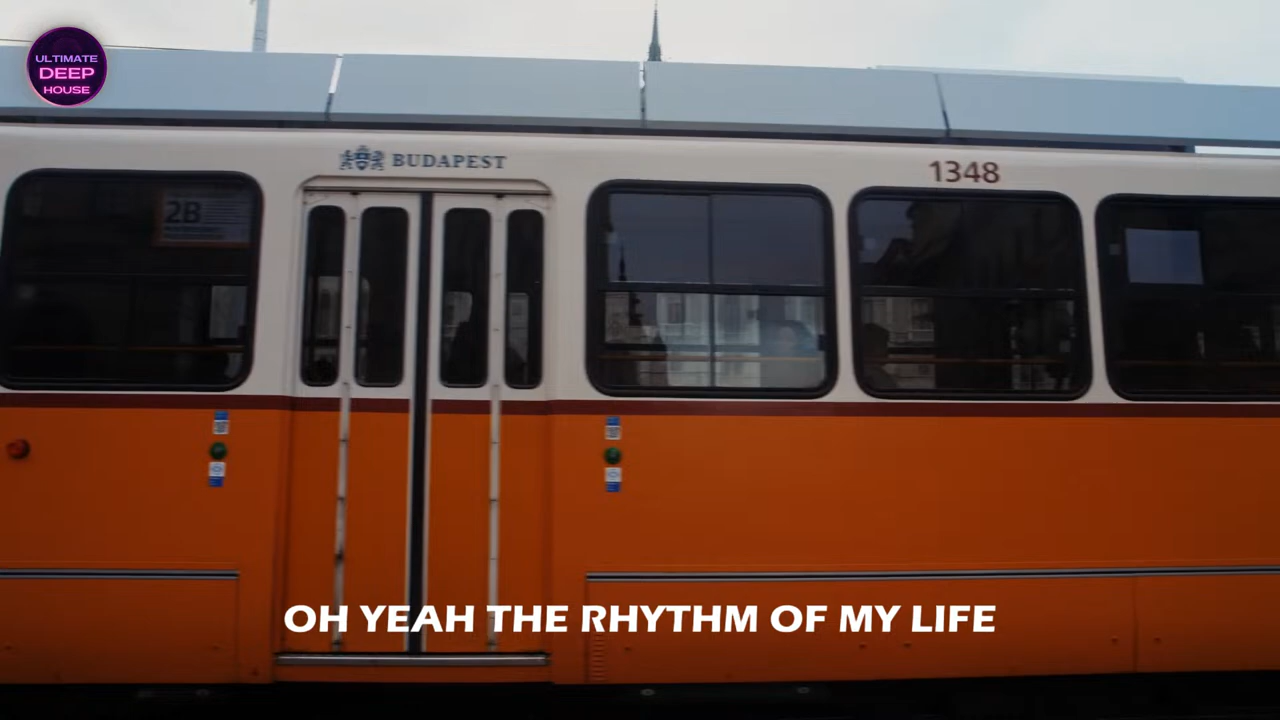 ULTIMATE
DEEP
HOUSE
BUDAPEST
1348
2B
OH YEAH THE RHYTHM OF MY LIFE